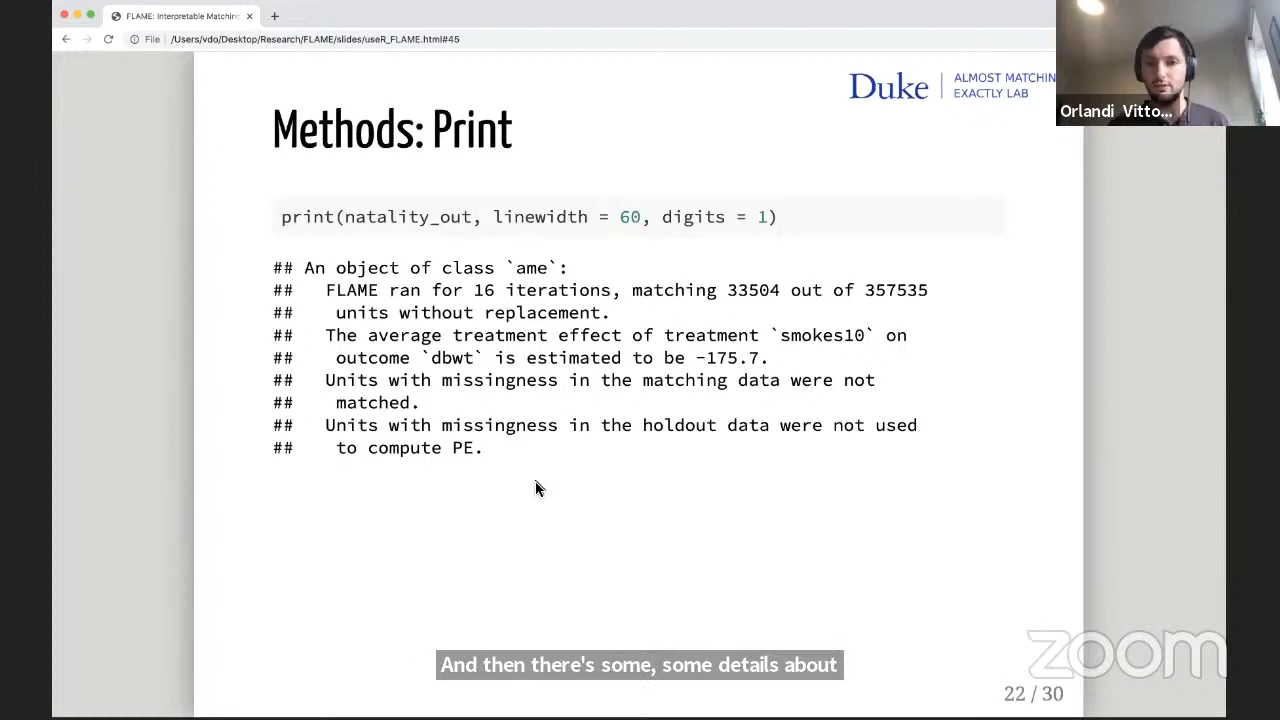 FLAME: Interpretable Matching
File
/Users/vdo/Desktop/Research/FLAME/slides/useR_FLAME.html#45
Duke
ALMOST MATCHIN
EXACTLY LAB
Orlandi Vitto...
Methods: Print
print(natality_out, linewidth = 60, digits = 1)
## An object of class `ame`:
##   FLAME ran for 16 iterations, matching 33504 out of 357535
##    units without replacement.
##   The average treatment effect of treatment `smokes10` on
##    outcome `dbwt` is estimated to be -175.7.
##   Units with missingness in the matching data were not
##    matched.
##   Units with missingness in the holdout data were not used
##    to compute PE.
And then there's some, some details about
zoom
22 / 30